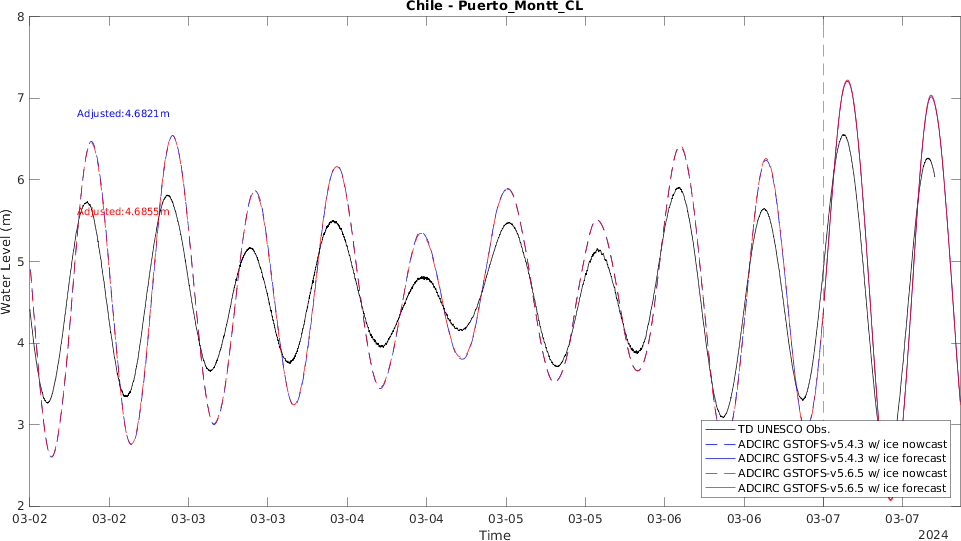 Chile - Puerto_Montt_CL
8
7
6
5
4
3
2
Water Level (m)
Adjusted:4.6821m
Adjusted:4.6855m
TD UNESCO Obs.
ADCIRC GSTOFS-v5.4.3 w/ ice nowcast
ADCIRC GSTOFS-v5.4.3 w/ ice forecast
ADCIRC GSTOFS-v5.6.5 w/ ice nowcast
ADCIRC GSTOFS-v5.6.5 w/ ice forecast
03-02 03-02 03-03 03-03 03-04 03-04 03-05 03-05 03-06 03-06 03-07 03-07
Time
2024